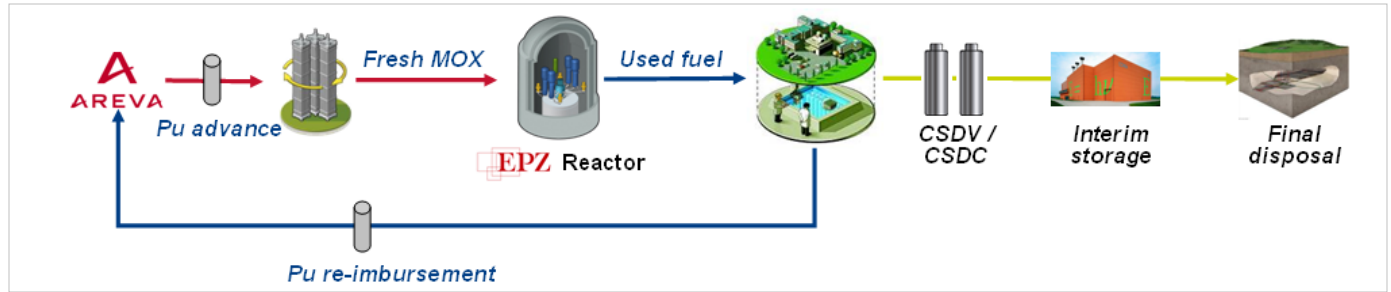 AREVA
Pu advance
Fresh MOX
EPZ Reactor
Used fuel
CSDV /
CSDC
Interim
storage
Final
disposal
Pu re-imbursement